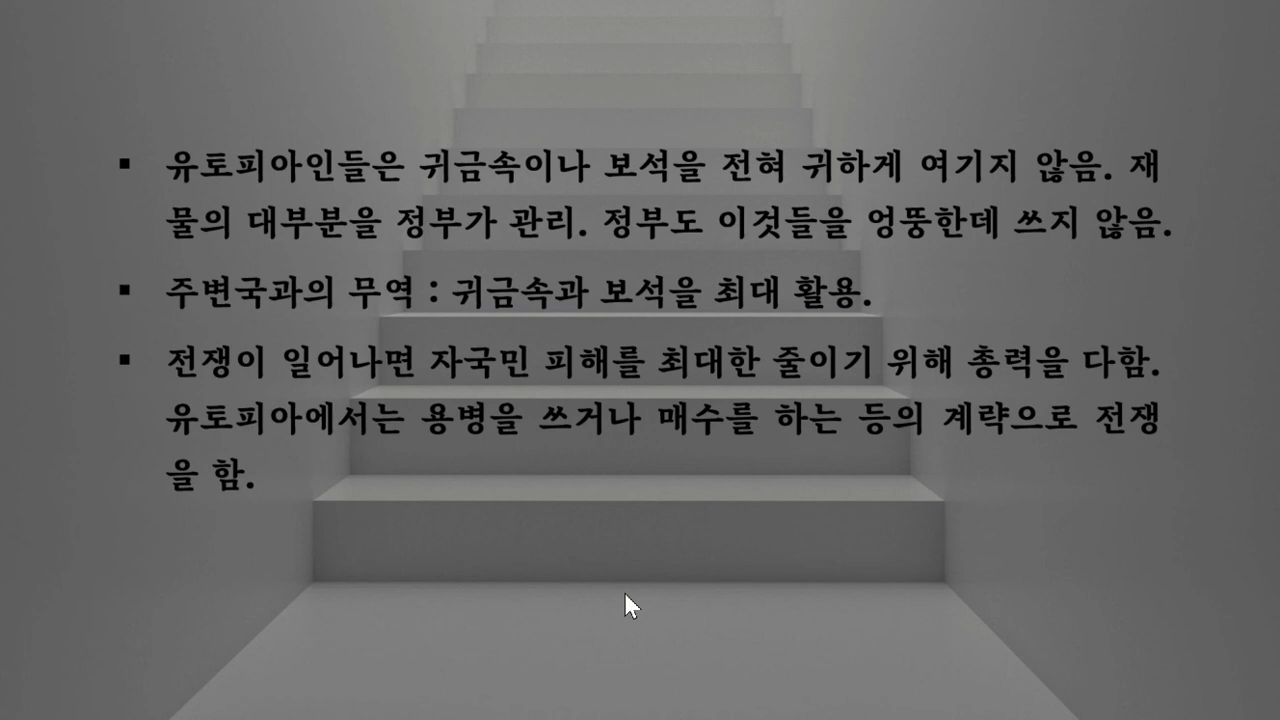 ▪ 유토피아인들은 귀금속이나 보석을 전혀 귀하게 여기지 않음. 재
물의 대부분을 정부가 관리. 정부도 이것들을 엉뚱한데 쓰지 않음.
▪ 주변국과의 무역 : 귀금속과 보석을 최대 활용.
▪ 전쟁이 일어나면 자국민 피해를 최대한 줄이기 위해 총력을 다함.
유토피아에서는 용병을 쓰거나 매수를 하는 등의 계략으로 전쟁
을 함.